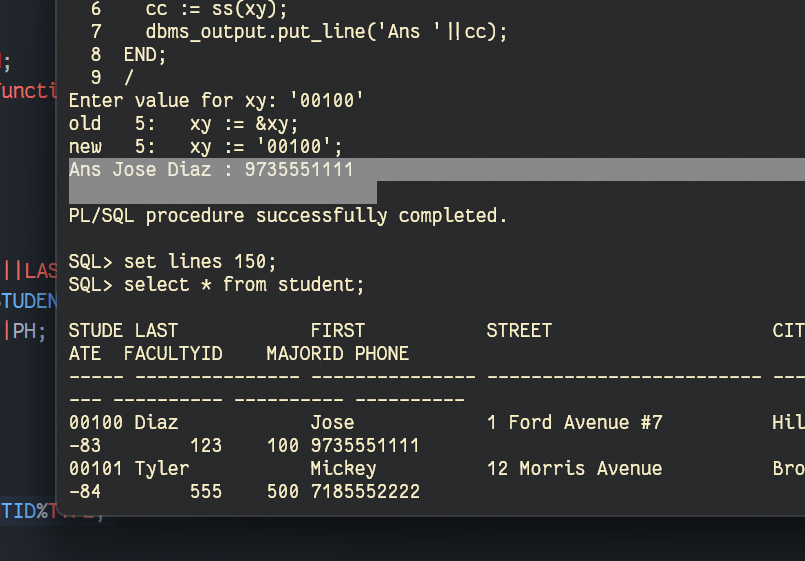 6    cc := ss(xy);
7    dbms_output.put_line('Ans '||cc);
8  END;
9  /
Enter value for xy: '00100'
old   5:   xy := &xy;
new   5:   xy := '00100';
Ans Jose Diaz : 9735551111
PL/SQL procedure successfully completed.
SQL> set lines 150;
SQL> select * from student;
STUDE LAST            FIRST           STREET                    CIT
ATE  FACULTYID    MAJORID PHONE
----- --------------- --------------- ------------------------- ---
--- ---------- ---------- ----------
00100 Diaz            Jose            1 Ford Avenue #7          Hil
-83        123    100 9735551111
00101 Tyler           Mickey          12 Morris Avenue          Bro
-84        555    500 7185552222
;
uncti
||LAS
TUDEN
|PH;
TID%